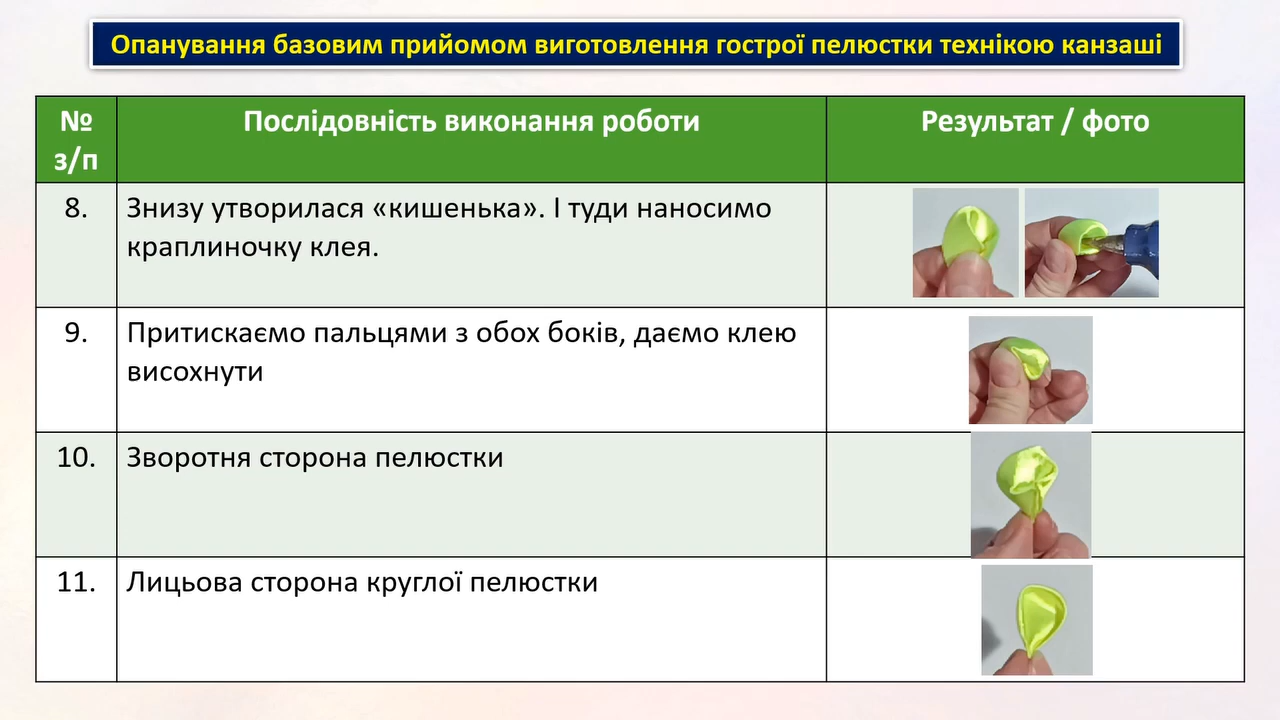 Опанування базовим прийомом виготовлення гострої пелюстки технікою канзаші
№ з/п
Послідовність виконання роботи
Результат / фото
8.
Знизу утворилася «кишенька». І туди наносимо
краплиночку клея.
9.
Притискаємо пальцями з обох боків, даємо клею
висохнути
10.
Зворотня сторона пелюстки
11.
Лицьова сторона круглої пелюстки